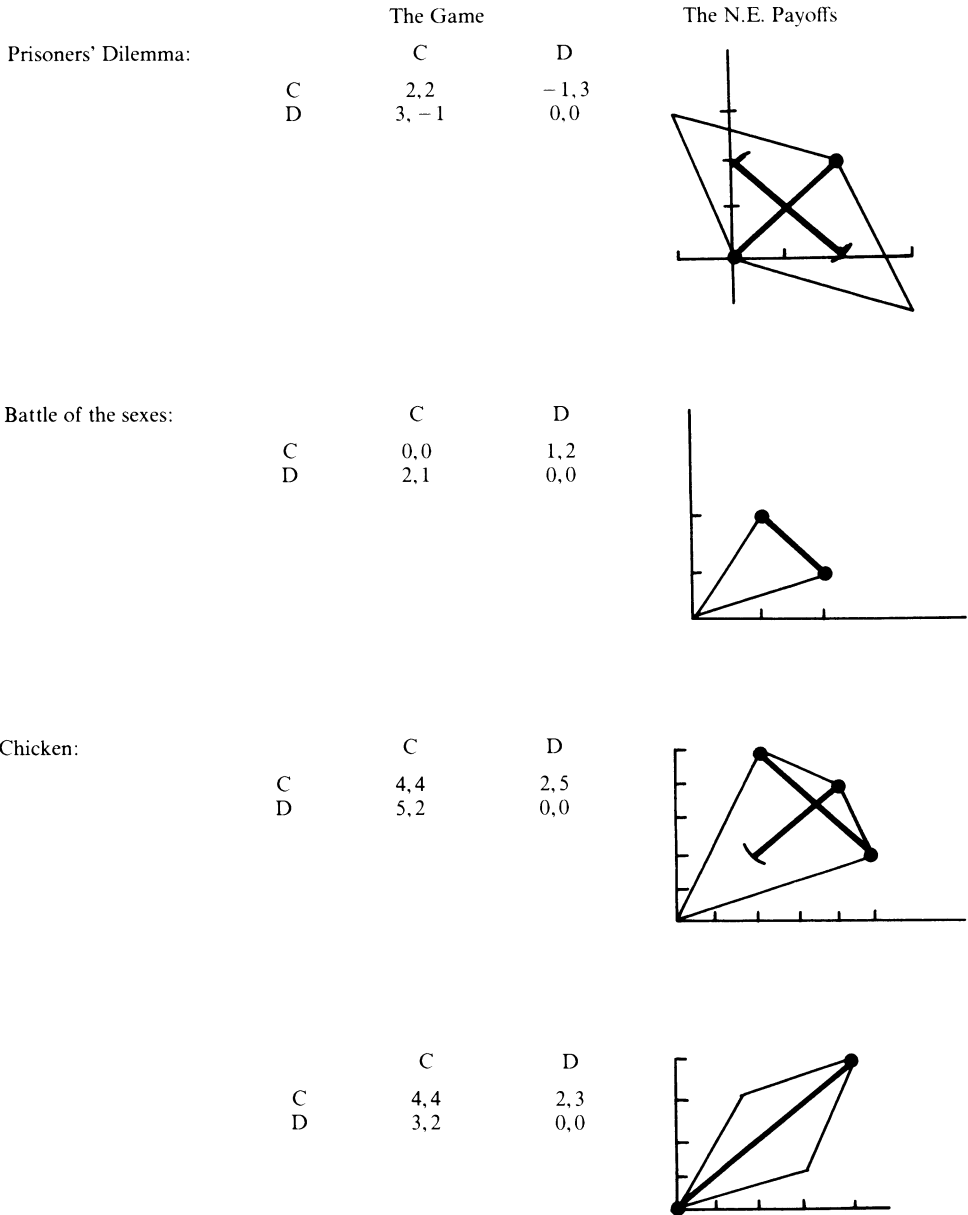 The Game The N.E. Payoffs
Prisoners' Dilemma: C D
C 2,2 −1,3
D 3, −1 0,0
Battle of the sexes: C D
C 0,0 1,2
D 2,1 0,0
Chicken: C D
C 4,4 2,5
D 5,2 0,0
C D
C 4,4 2,3
D 3,2 0,0